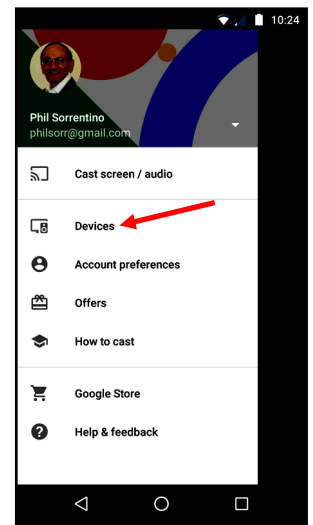 10:24
Phil Sorrentino
philsorr@gmail.com
Cast screen / audio
Devices
Account preferences
Offers
How to cast
Google Store
Help & feedback